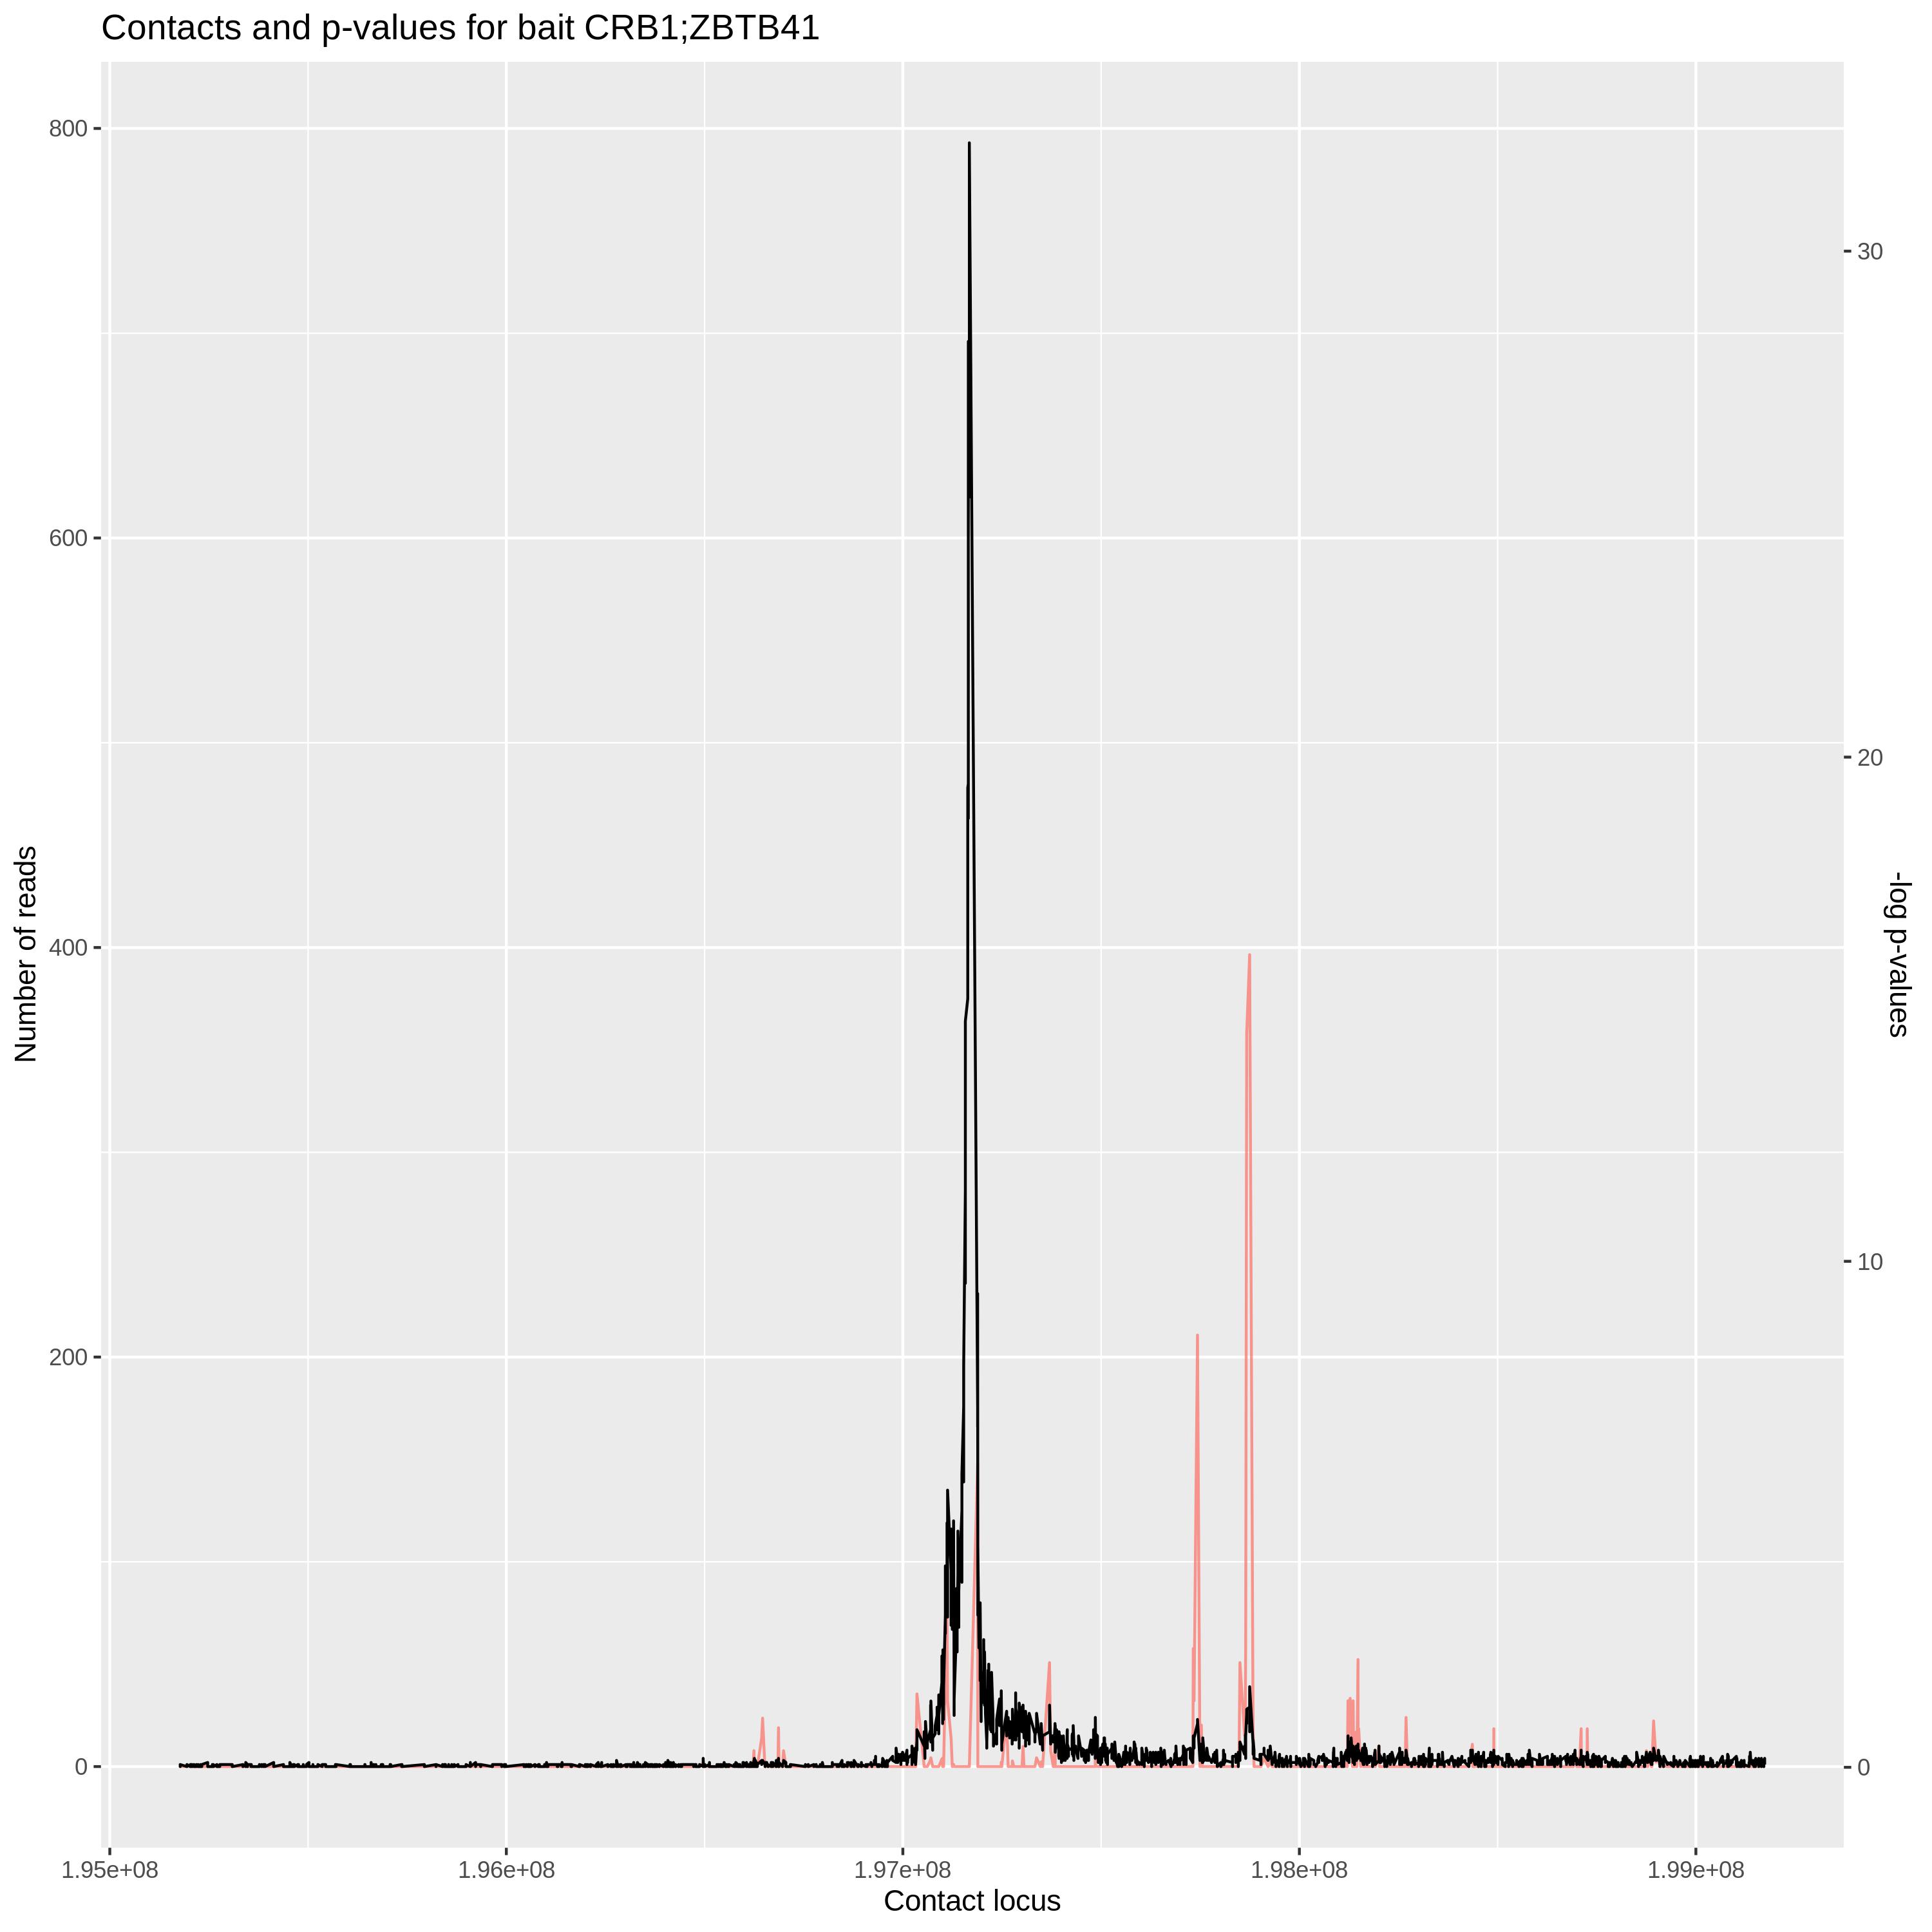 Contacts and p-values for bait CRB1;ZBTB41
800
600
400
200
0
Number of reads
30
20
10
0
-log p-values
1.95e+08
1.96e+08
1.97e+08
1.98e+08
1.99e+08
Contact locus